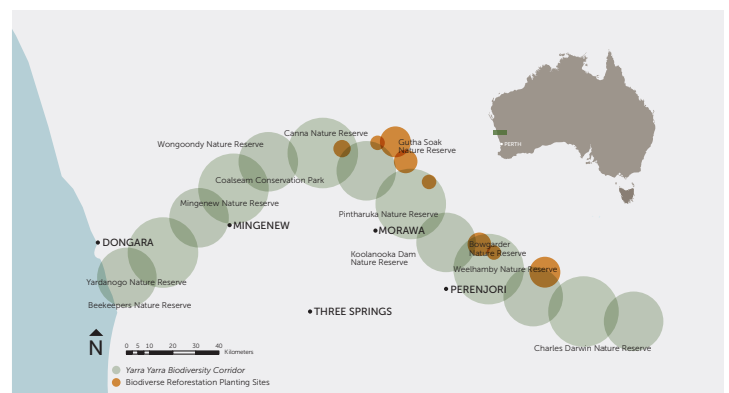 PERTH
Canna Nature Reserve
Wongoondy Nature Reserve
Gutha Soak
Nature Reserve
Coalseam Conservation Park
Mingenew Nature Reserve
Pintharuka Nature Reserve
MINGENEW
MORAWA
DONGARA
Bowgarder
Nature Reserve
Koolanooka Dam
Nature Reserve
Weelhamby Nature Reserve
Yardanogo Nature Reserve
PERENJORI
Beekeepers Nature Reserve
THREE SPRINGS
N
0 5 10 20 30 40
Kilometers
Charles Darwin Nature Reserve
Yarra Yarra Biodiversity Corridor
Biodiverse Reforestation Planting Sites